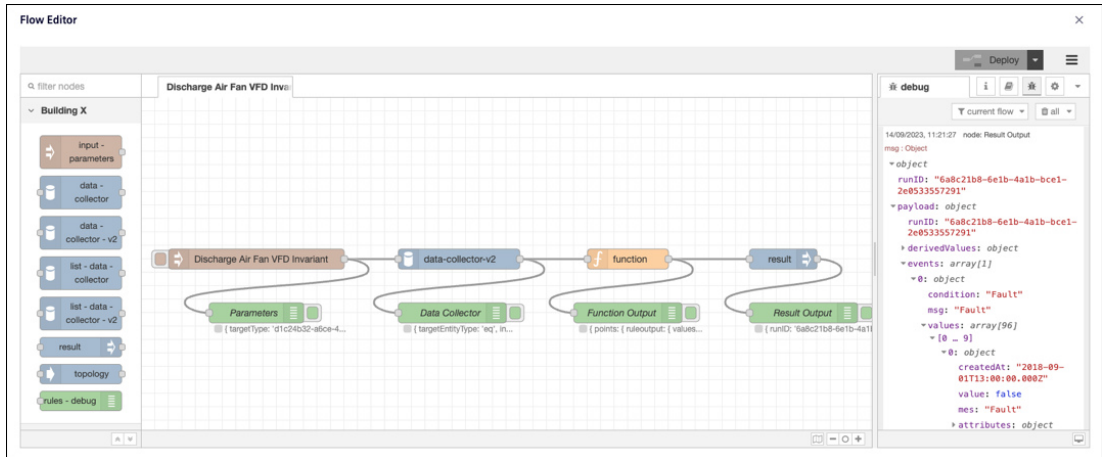 Flow Editor
Deploy
filter nodes
Building X
input -
parameters
data -
collector
data -
collector - v2
list - data -
collector
list - data -
collector - v2
result
topology
rules - debug
Discharge Air Fan VFD Inva
Discharge Air Fan VFD Invariant
data-collector-v2
function
result
Parameters
{ targetType: 'd1c24b32-a6ce-4...
Data Collector
{ targetEntityType: 'eq', in...
Function Output
{ points: { ruleoutput: { values...
Result Output
{ runID: '6a8c21b8-6e1b-4a1
debug
current flow
all
14/09/2023, 11:21:27 node: Result Output
msg : Object
object
runID: "6a8c21b8-6e1b-4a1b-bce1-
2e0533557291"
payload: object
runID: "6a8c21b8-6e1b-4a1b-bce1-
2e0533557291"
derivedValues: object
events: array[1]
0: object
condition: "Fault"
msg: "Fault"
values: array[96]
[0 … 9]
0: object
createdAt: "2018-09-
01T13:00:00.000Z"
value: false
mes: "Fault"
attributes: object